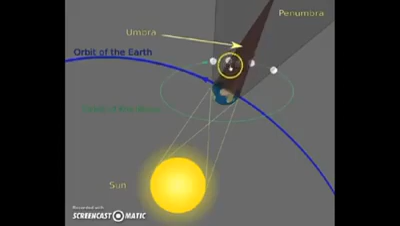 Penumbra
Umbra
Orbit of the Earth
Sun
Recorded with
SCREENCAST MATIC